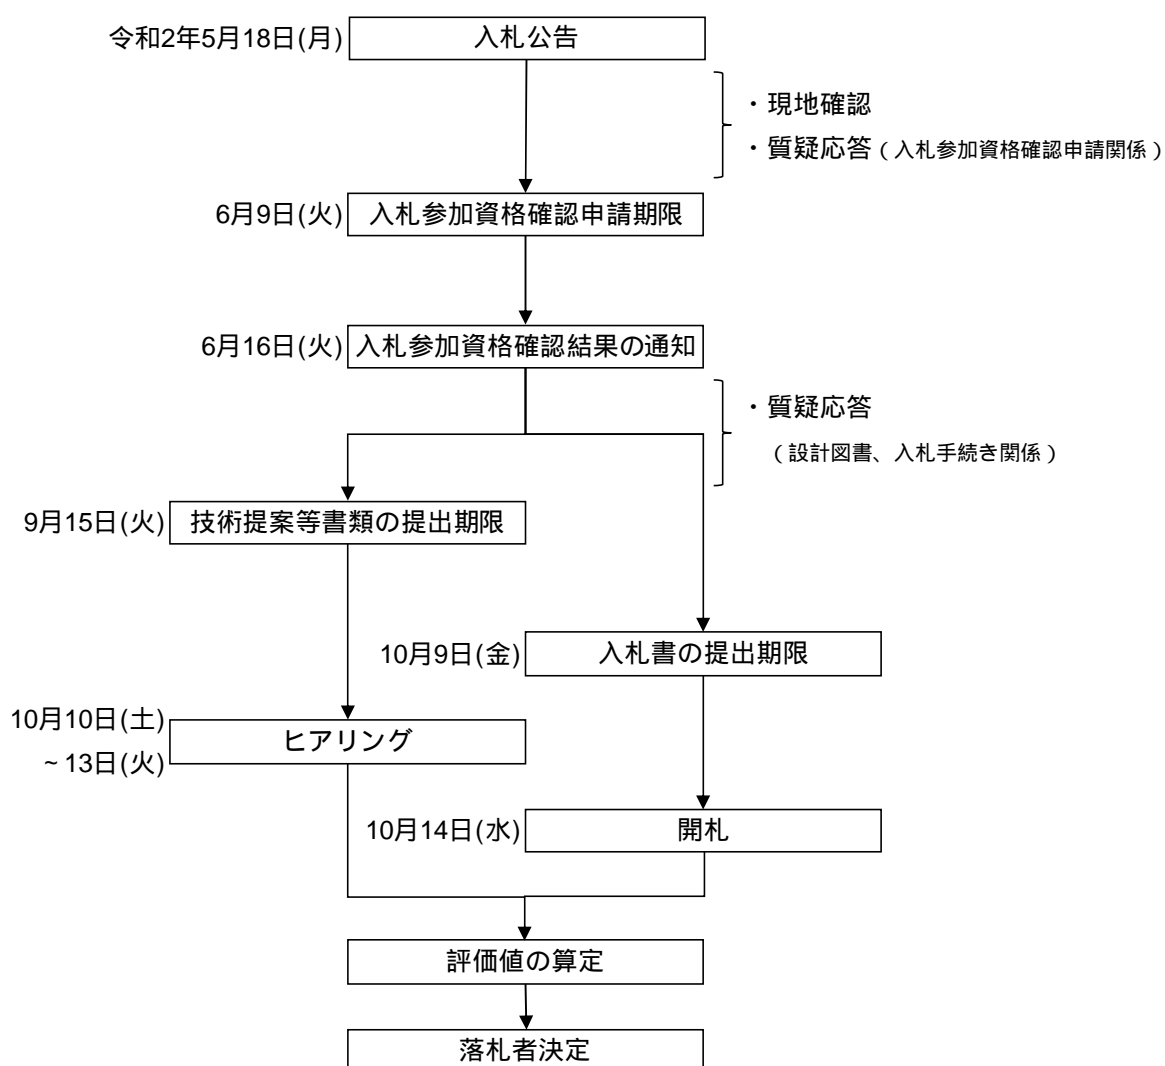 令和2年5月18日(月) 入札公告
・現地確認
・質疑応答（入札参加資格確認申請関係）
6月9日(火) 入札参加資格確認申請期限
6月16日(火) 入札参加資格確認結果の通知
・質疑応答
（設計図書、入札手続き関係）
9月15日(火) 技術提案等書類の提出期限
10月9日(金) 入札書の提出期限
10月10日(土)
~13日(火)
ヒアリング
10月14日(水) 開札
評価値の算定
落札者決定